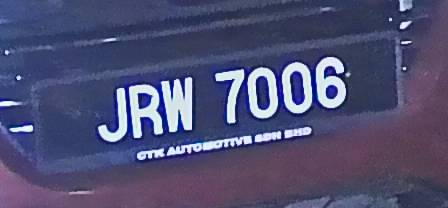 JRW 7006
CTK AUTOMOTIVE SDN BHD